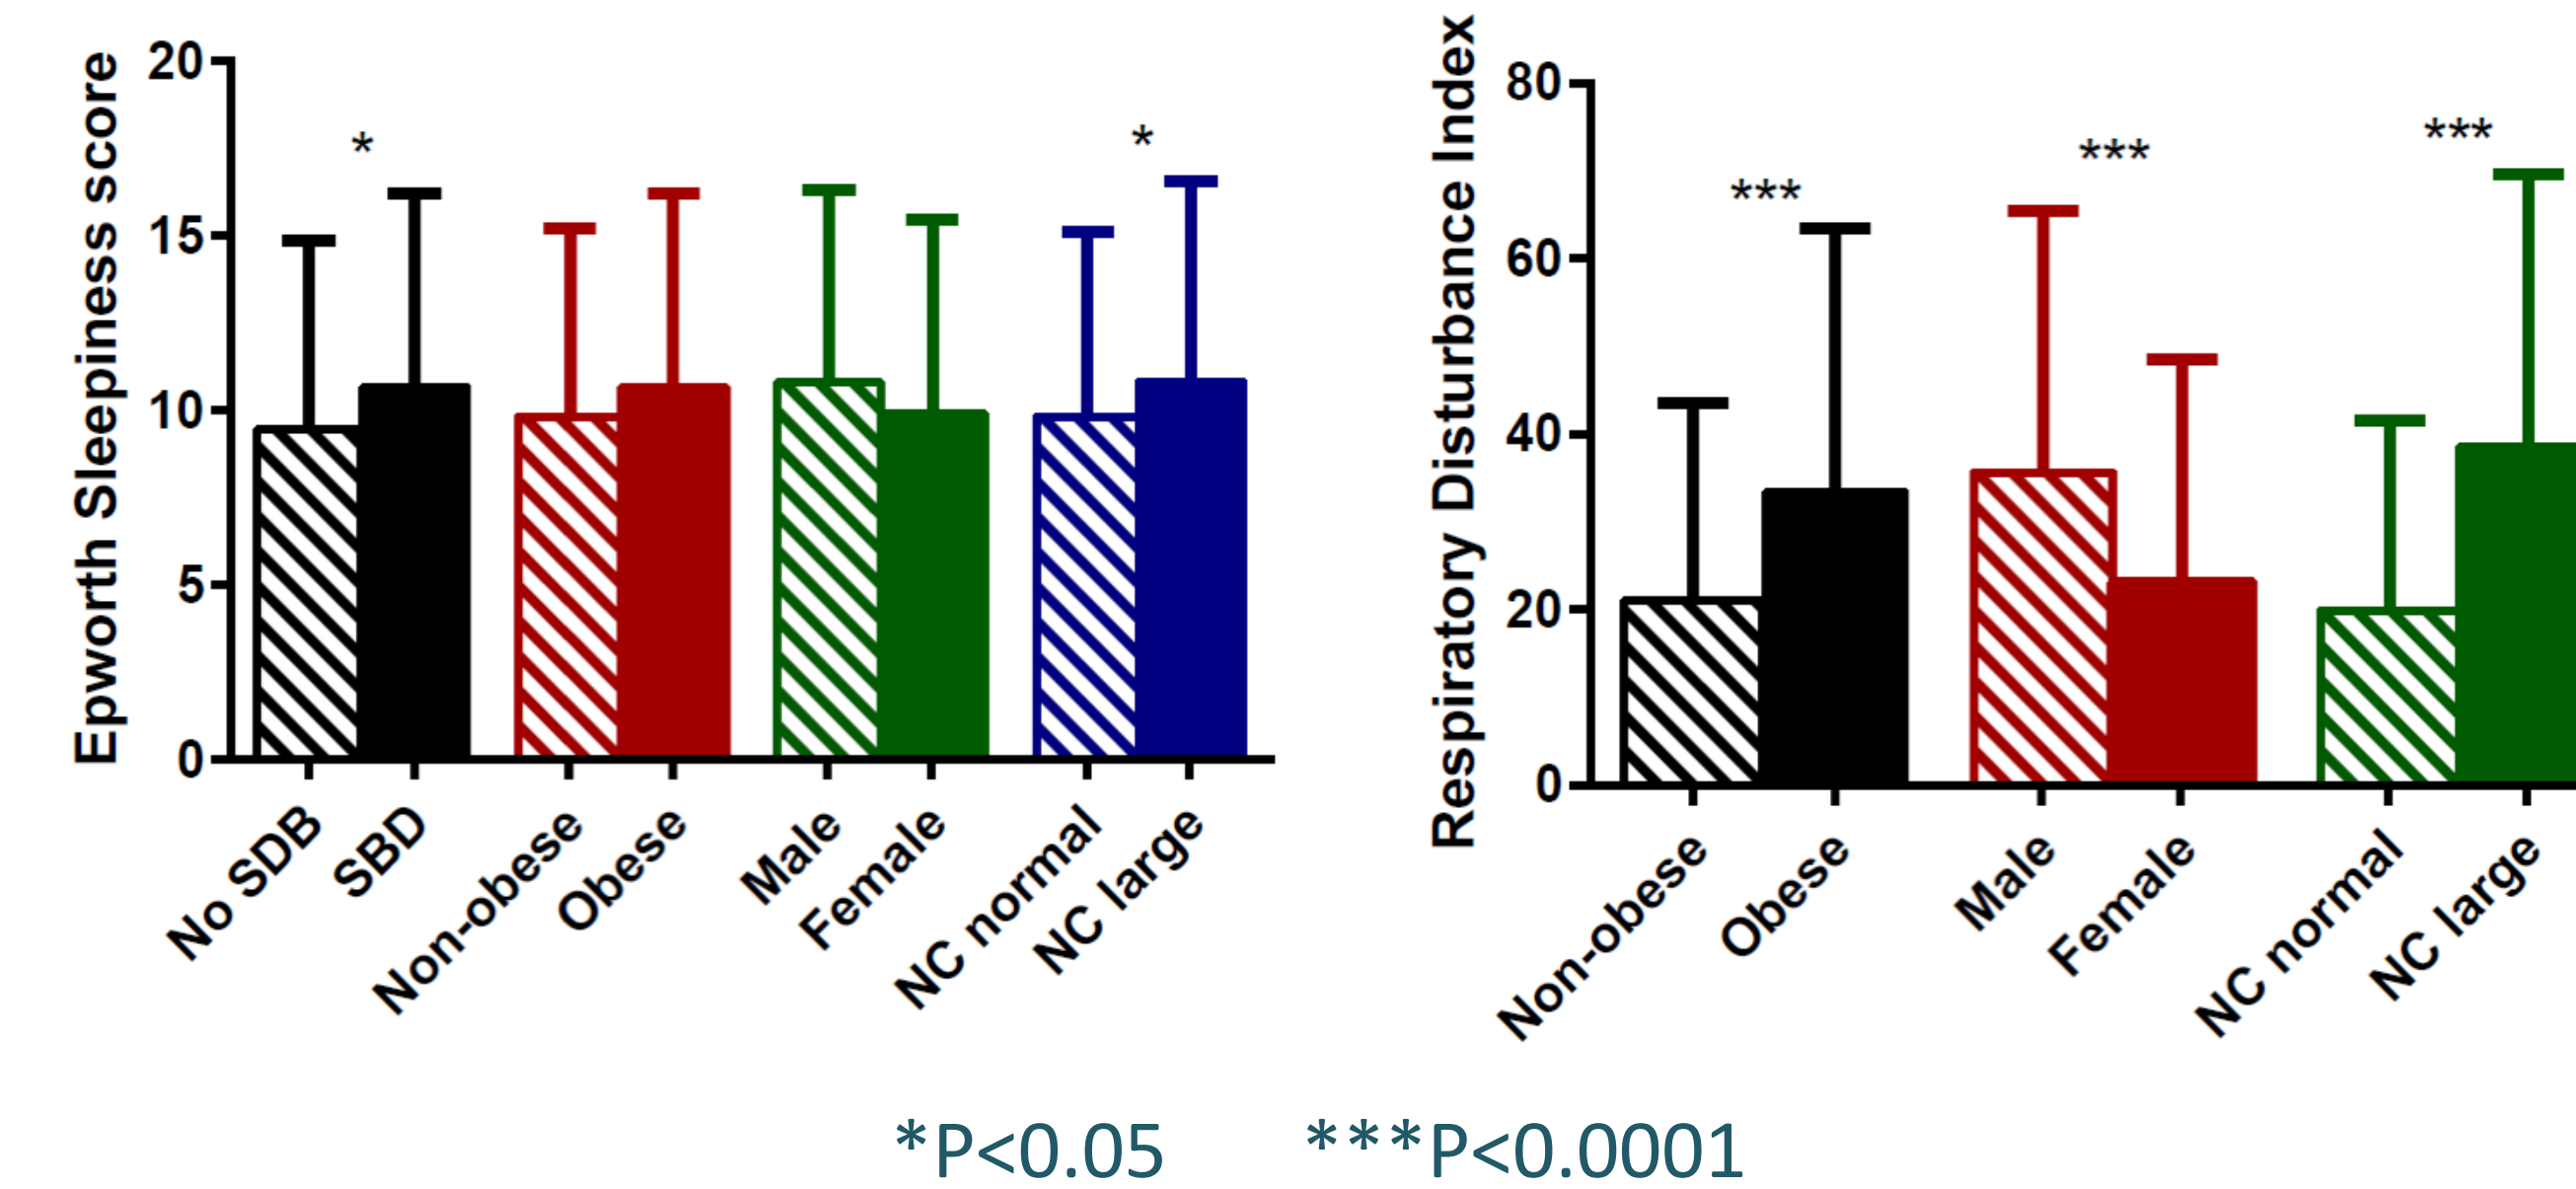 Epworth Sleepiness score
20
15
10
5
0
*
*
No SDB
SBD
Non-obese
Obese
Male
Female
NC normal
NC large
Respiratory Disturbance Index
80
60
40
20
0
***
***
***
Non-obese
Obese
Male
Female
NC normal
NC large
*P<0.05 ***P<0.0001